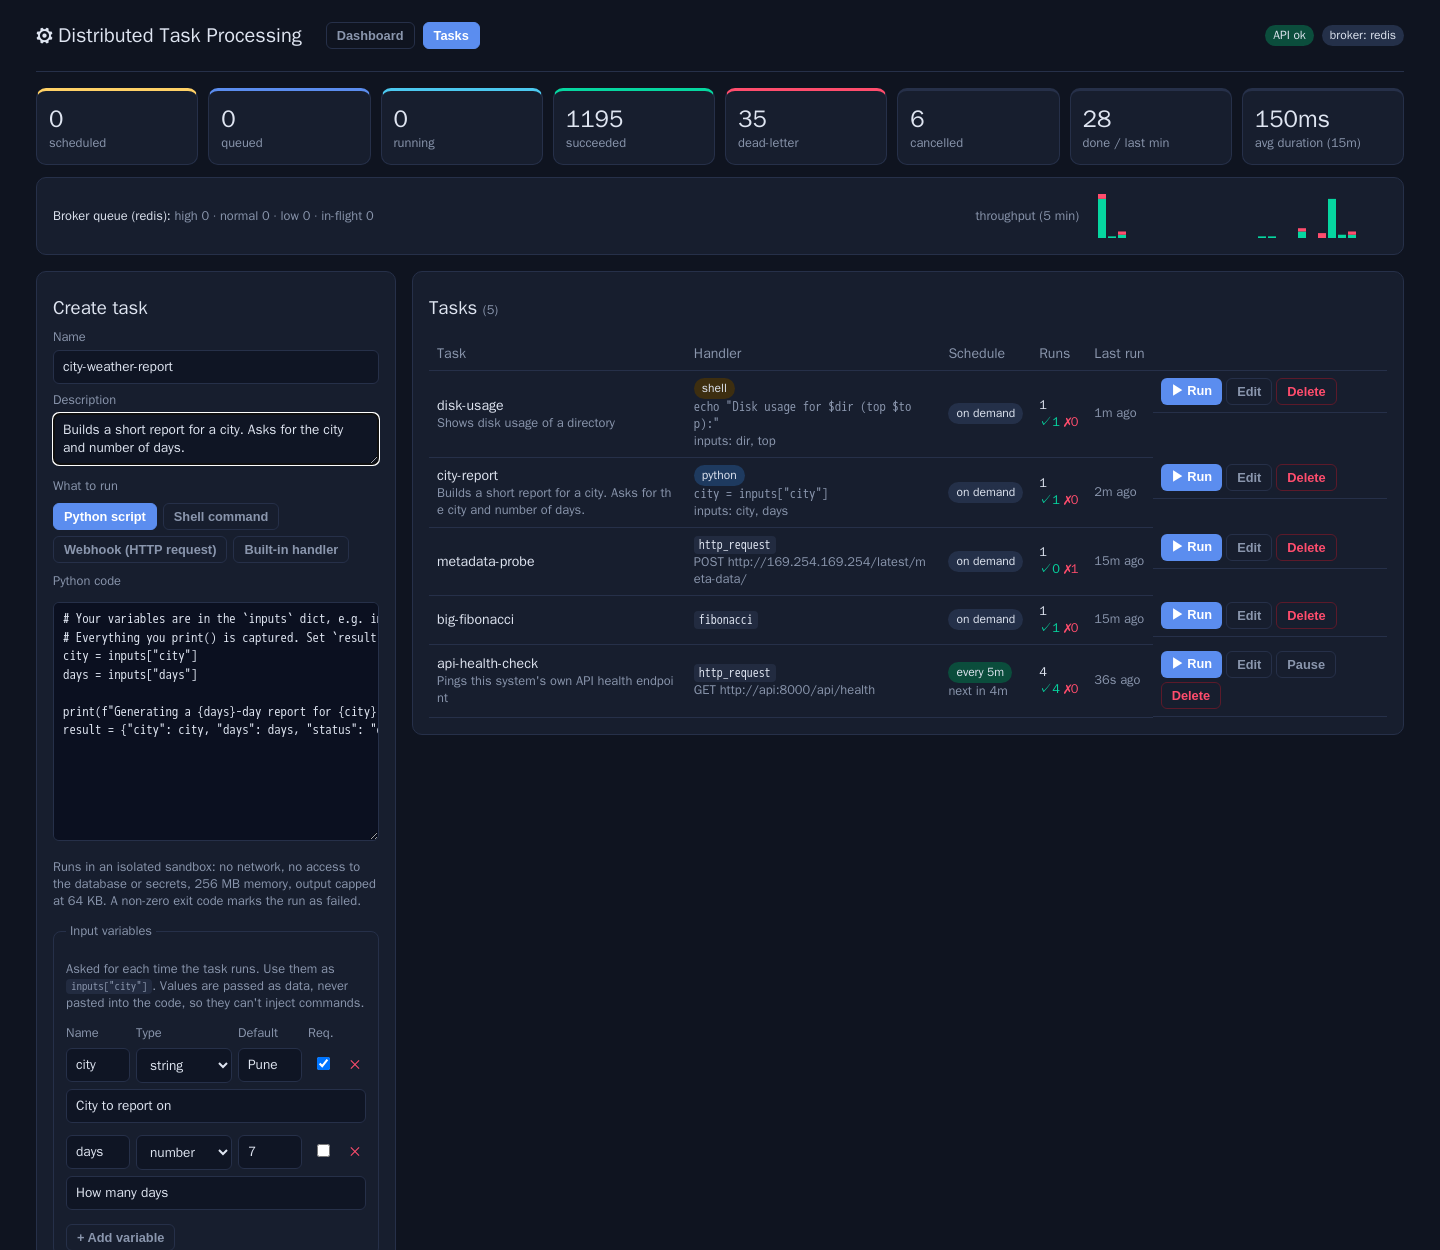 Distributed Task Processing
Dashboard
Tasks
API ok
broker: redis
0
scheduled
0
queued
0
running
1195
succeeded
35
dead-letter
6
cancelled
28
done / last min
150ms
avg duration (15m)
Broker queue (redis): high 0 · normal 0 · low 0 · in-flight 0
throughput (5 min)
Create task
Name
city-weather-report
Description
Builds a short report for a city. Asks for the city
and number of days.
What to run
Python script
Shell command
Webhook (HTTP request)
Built-in handler
Python code
# Your variables are in the `inputs` dict, e.g. i
# Everything you print() is captured. Set `result
city = inputs["city"]
days = inputs["days"]
print(f"Generating a {days}-day report for {city}
result = {"city": city, "days": days, "status": "
Runs in an isolated sandbox: no network, no access to
the database or secrets, 256 MB memory, output capped
at 64 KB. A non-zero exit code marks the run as failed.
Input variables
Asked for each time the task runs. Use them as
inputs["city"]. Values are passed as data, never
pasted into the code, so they can't inject commands.
Name Type Default Req.
city string Pune ×
City to report on
days number 7 ×
How many days
+ Add variable
Tasks (5)
Task Handler Schedule Runs Last run
disk-usage
Shows disk usage of a directory
shell
echo "Disk usage for $dir (top $to
p):"
inputs: dir, top
on demand
1
✓1 ✗0
1m ago
▶ Run Edit Delete
city-report
Builds a short report for a city. Asks for th
e city and number of days.
python
city = inputs["city"]
inputs: city, days
on demand
1
✓1 ✗0
2m ago
▶ Run Edit Delete
metadata-probe
http_request
POST http://169.254.169.254/latest/m
eta-data/
on demand
1
✓0 ✗1
15m ago
▶ Run Edit Delete
big-fibonacci
fibonacci
on demand
1
✓1 ✗0
15m ago
▶ Run Edit Delete
api-health-check
Pings this system's own API health endpoi
nt
http_request
GET http://api:8000/api/health
every 5m
next in 4m
4
✓4 ✗0
36s ago
▶ Run Edit Pause
Delete